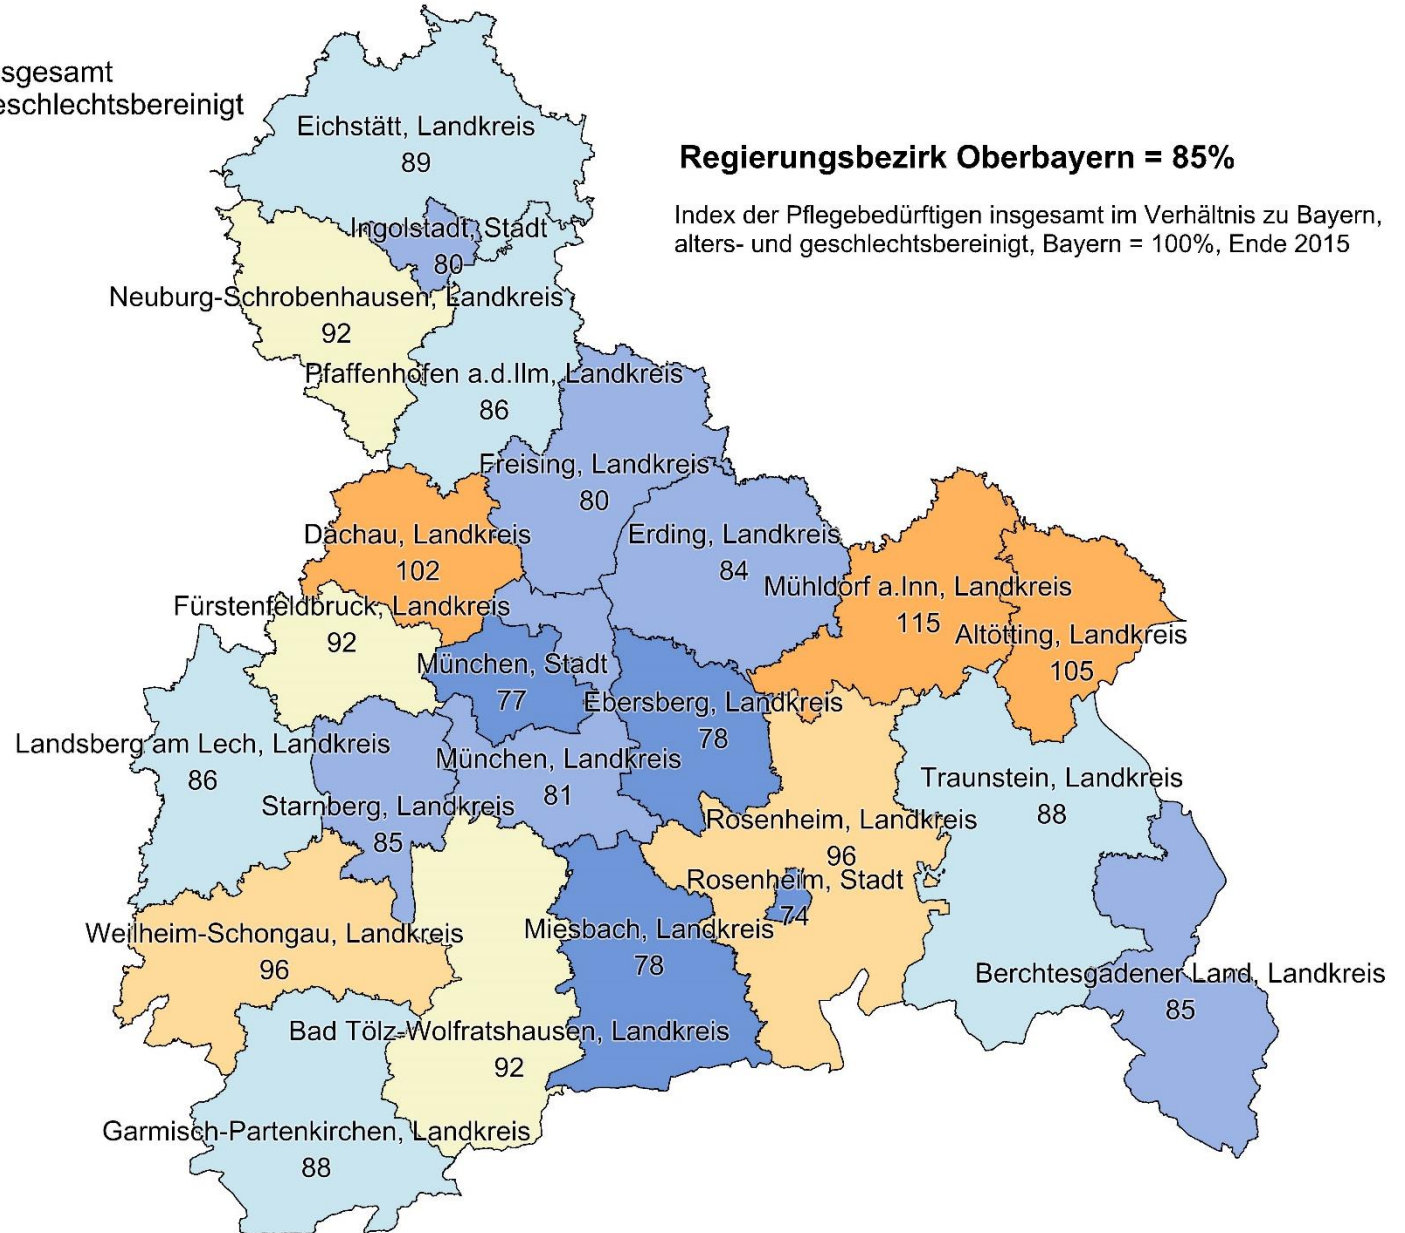 sgesamt
eschlechtsbereinigt
Eichstätt, Landkreis
89
Regierungsbezirk Oberbayern = 85%
Index der Pflegebedürftigen insgesamt im Verhältnis zu Bayern,
alters- und geschlechtsbereinigt, Bayern = 100%, Ende 2015
Ingolstadt, Stadt
80
Neuburg-Schrobenhausen, Landkreis
92
Pfaffenhofen a.d.Ilm, Landkreis
86
Freising, Landkreis
80
Dachau, Landkreis
102
Erding, Landkreis
84
Mühldorf a.Inn, Landkreis
115
Altötting, Landkreis
105
Fürstenfeldbruck, Landkreis
92
München, Stadt
77
Ebersberg, Landkreis
78
Landsberg am Lech, Landkreis
86
München, Landkreis
81
Starnberg, Landkreis
85
Traunstein, Landkreis
88
Rosenheim, Landkreis
96
Rosenheim, Stadt
74
Weilheim-Schongau, Landkreis
96
Miesbach, Landkreis
78
Berchtesgadener Land, Landkreis
85
Bad Tölz-Wolfratshausen, Landkreis
92
Garmisch-Partenkirchen, Landkreis
88